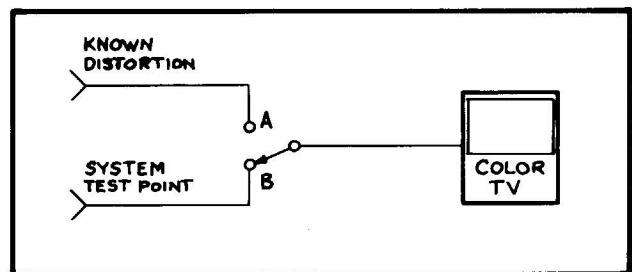 KNOWN
DISTORTION
A
SYSTEM
TEST POINT
B
COLOR
TV